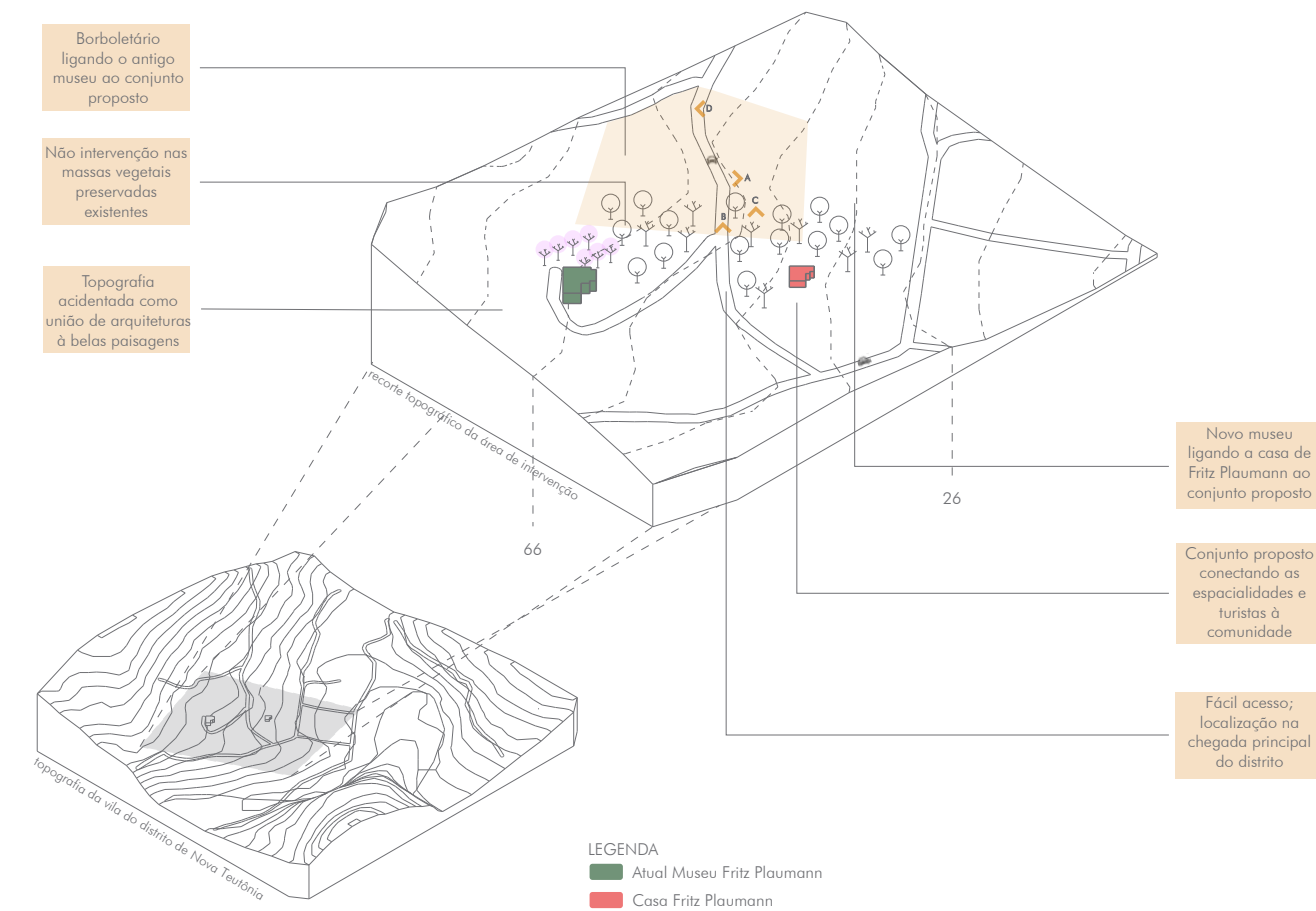 Borboletário
ligando o antigo
museu ao conjunto
proposto
Não intervenção nas
massas vegetais
preservadas
existentes
Topografia
acidentada como
união de arquiteturas
à belas paisagens
D
A
C
B
recorte topográfico da área de intervenção
66
26
Novo museu
ligando a casa de
Fritz Plaumann ao
conjunto proposto
Conjunto proposto
conectando as
espacialidades e
turistas à
comunidade
Fácil acesso;
localização na
chegada principal
do distrito
topografia da vila do distrito de Nova Teutônia
LEGENDA
Atual Museu Fritz Plaumann
Casa Fritz Plaumann